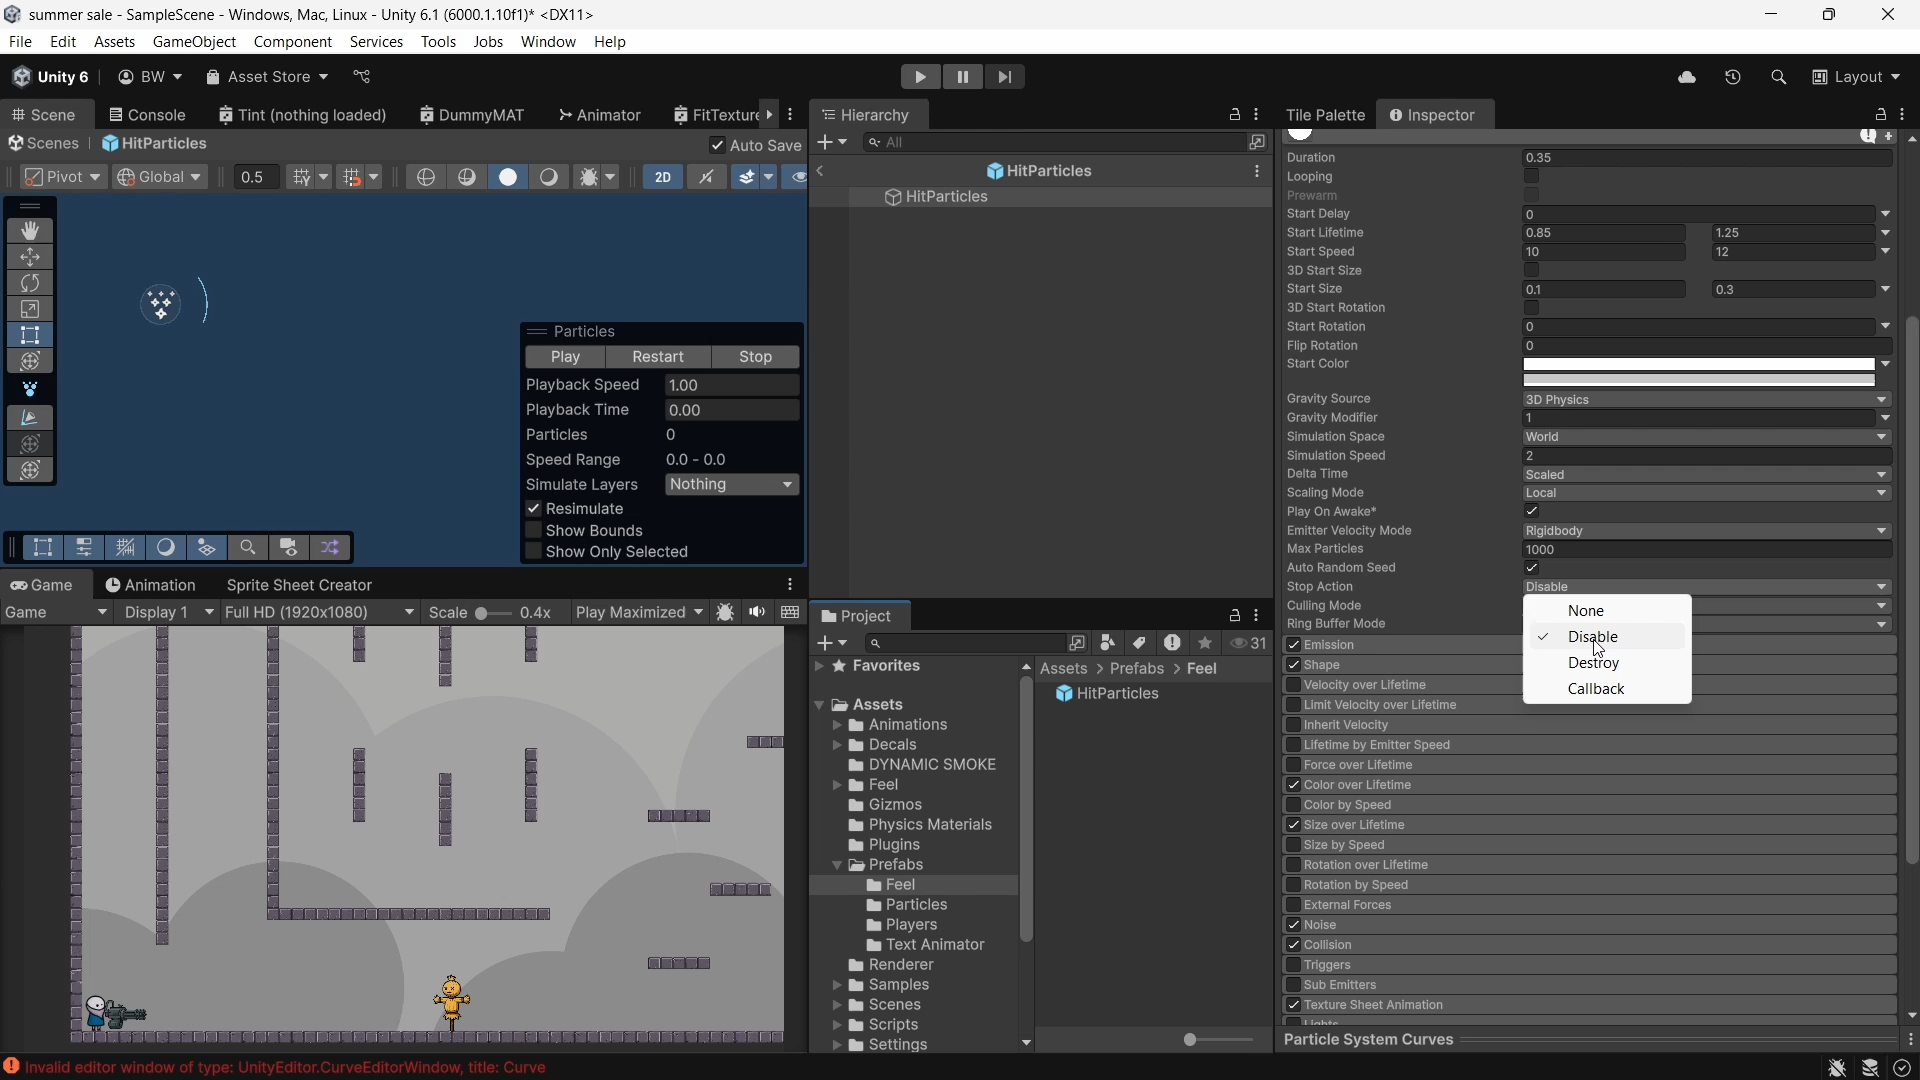 summer sale - SampleScene - Windows, Mac, Linux - Unity 6.1 (6000.1.10f1)* <DX11>
File Edit Assets GameObject Component Services Tools Jobs Window Help
Unity 6 BW Asset Store Layout
Scene Console Tint (nothing loaded) DummyMAT Animator FitTexture
Scenes HitParticles Auto Save
Pivot Global 0.5 2D
Particles
Play Restart Stop
Playback Speed 1.00
Playback Time 0.00
Particles 0
Speed Range 0.0 - 0.0
Simulate Layers Nothing
Resimulate
Show Bounds
Show Only Selected
Game Animation Sprite Sheet Creator
Game Display 1 Full HD (1920x1080) Scale 0.4x Play Maximized
Hierarchy
All
HitParticles
HitParticles
Project
31
Favorites
Assets
Animations
Decals
DYNAMIC SMOKE
Feel
Gizmos
Physics Materials
Plugins
Prefabs
Feel
Particles
Players
Text Animator
Renderer
Samples
Scenes
Scripts
Settings
Assets > Prefabs > Feel
HitParticles
Tile Palette Inspector
Duration 0.35
Looping
Prewarm
Start Delay 0
Start Lifetime 0.85 1.25
Start Speed 10 12
3D Start Size
Start Size 0.1 0.3
3D Start Rotation
Start Rotation 0
Flip Rotation 0
Start Color
Gravity Source 3D Physics
Gravity Modifier 1
Simulation Space World
Simulation Speed 2
Delta Time Scaled
Scaling Mode Local
Play On Awake*
Emitter Velocity Mode Rigidbody
Max Particles 1000
Auto Random Seed
Stop Action Disable
Culling Mode
Ring Buffer Mode
None
Disable
Destroy
Callback
Emission
Shape
Velocity over Lifetime
Limit Velocity over Lifetime
Inherit Velocity
Lifetime by Emitter Speed
Force over Lifetime
Color over Lifetime
Color by Speed
Size over Lifetime
Size by Speed
Rotation over Lifetime
Rotation by Speed
External Forces
Noise
Collision
Triggers
Sub Emitters
Texture Sheet Animation
Lights
Particle System Curves
Invalid editor window of type: UnityEditor.CurveEditorWindow, title: Curve